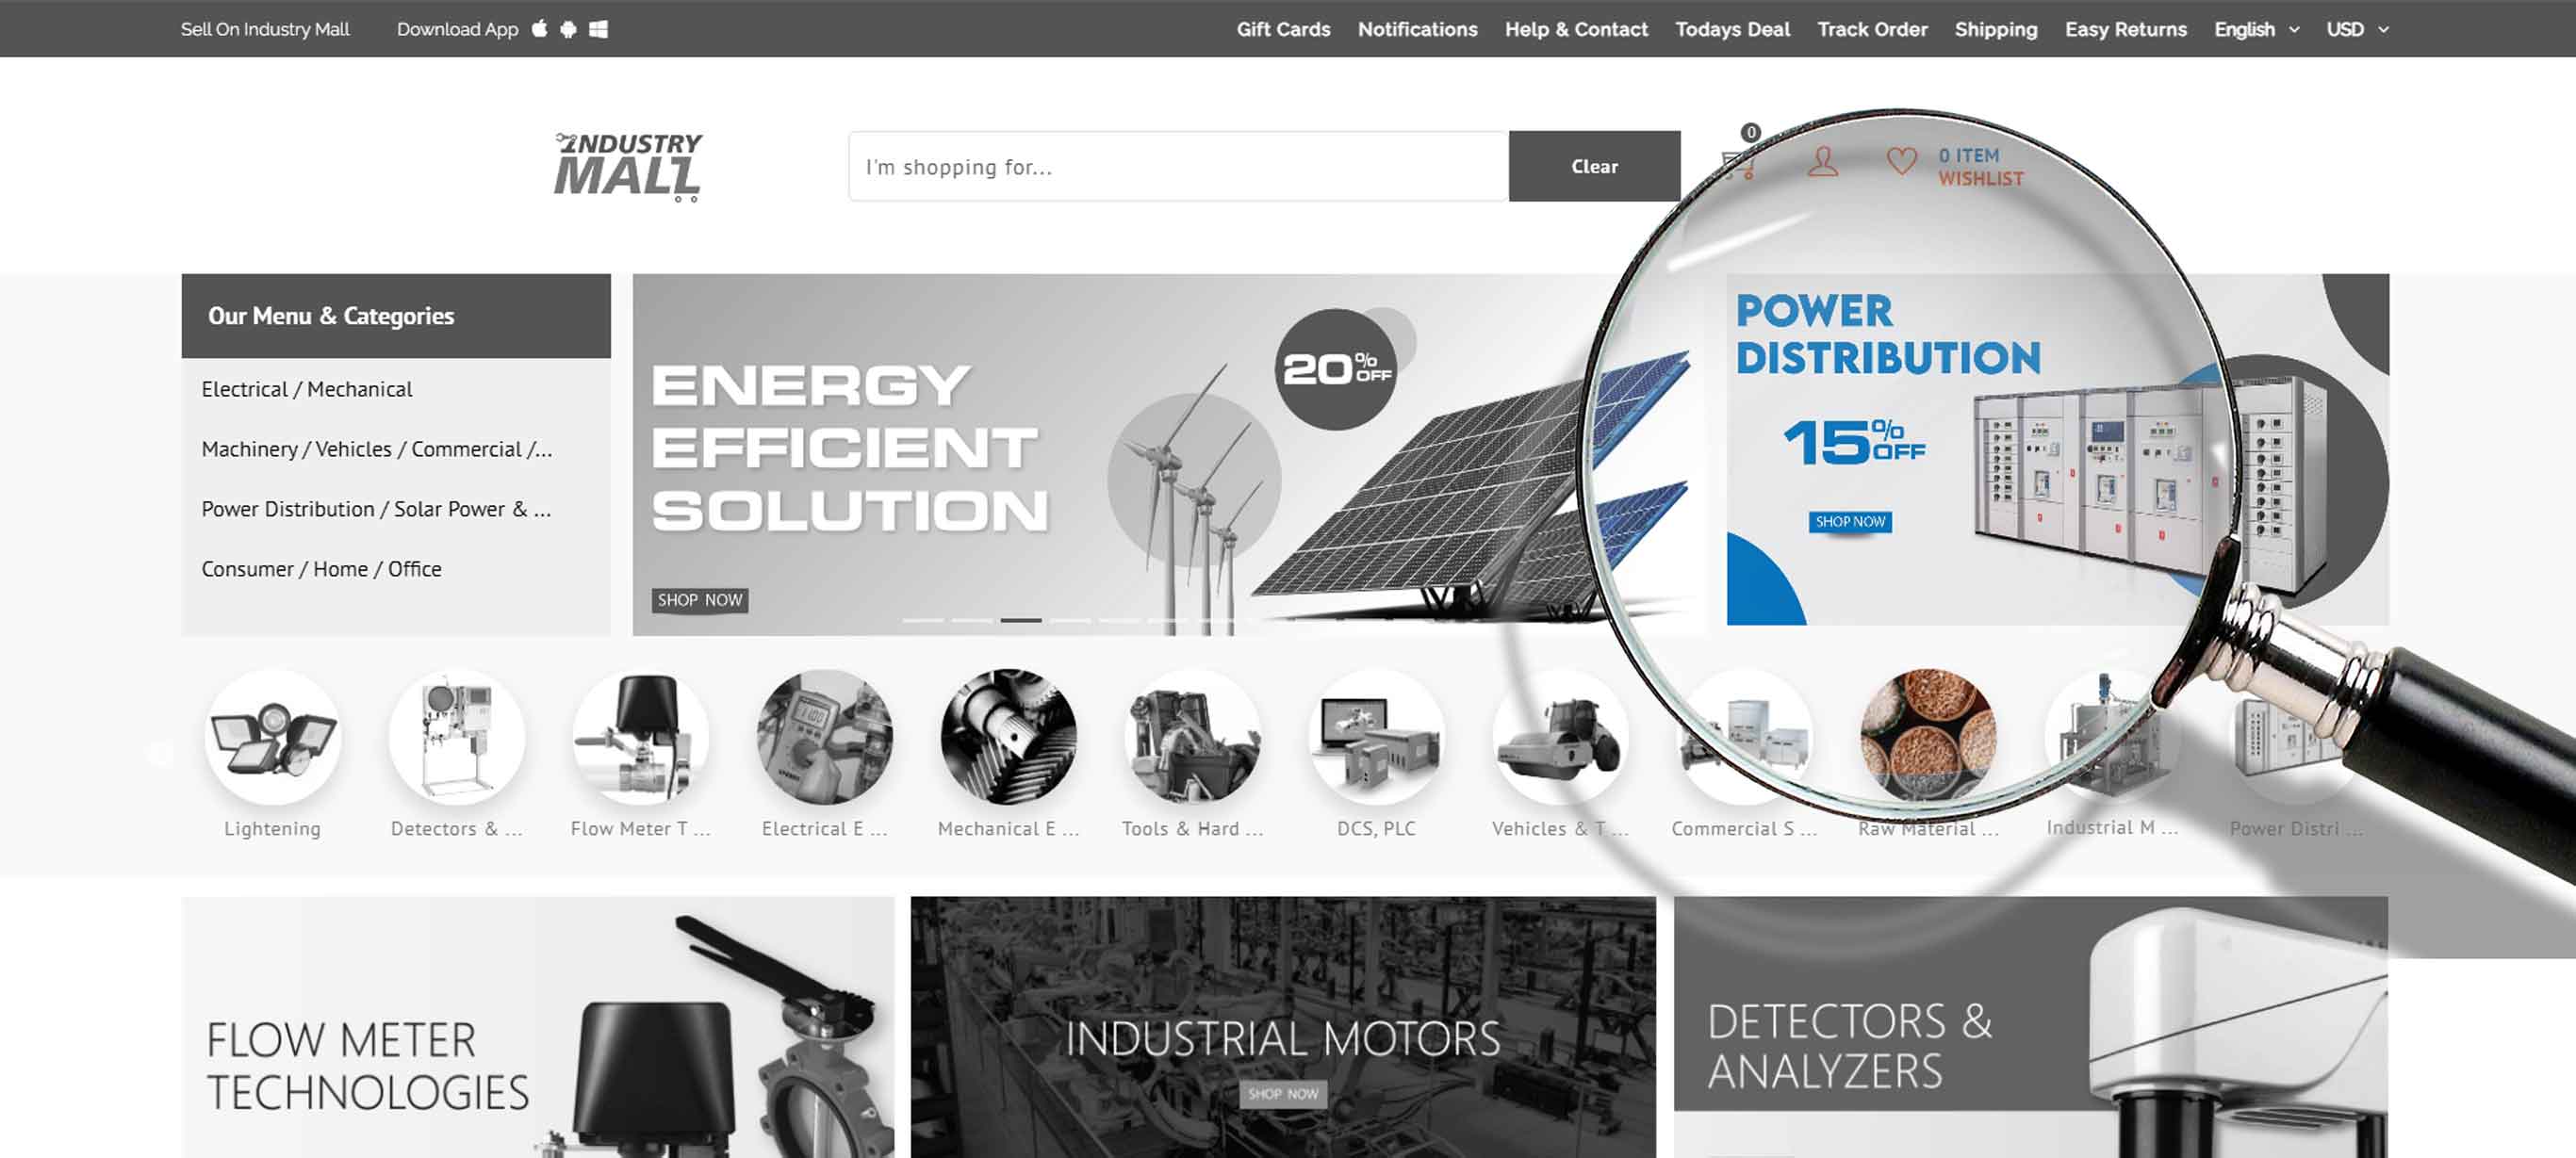 Sell On Industry Mall
Download App
Gift Cards
Notifications
Help & Contact
Todays Deal
Track Order
Shipping
Easy Returns
English
USD
INDUSTRY
MALL
I'm shopping for...
Clear
0
0 ITEM
WISHLIST
Our Menu & Categories
Electrical / Mechanical
Machinery / Vehicles / Commercial /...
Power Distribution / Solar Power & ...
Consumer / Home / Office
ENERGY
EFFICIENT
SOLUTION
20% OFF
SHOP NOW
POWER
DISTRIBUTION
15% OFF
SHOP NOW
Lightening
Detectors & ...
Flow Meter T ...
Electrical E ...
Mechanical E ...
Tools & Hard ...
DCS, PLC
Vehicles & T ...
Commercial S ...
Raw Material ...
Industrial M ...
Power Distri ...
FLOW METER
TECHNOLOGIES
INDUSTRIAL MOTORS
SHOP NOW
DETECTORS &
ANALYZERS